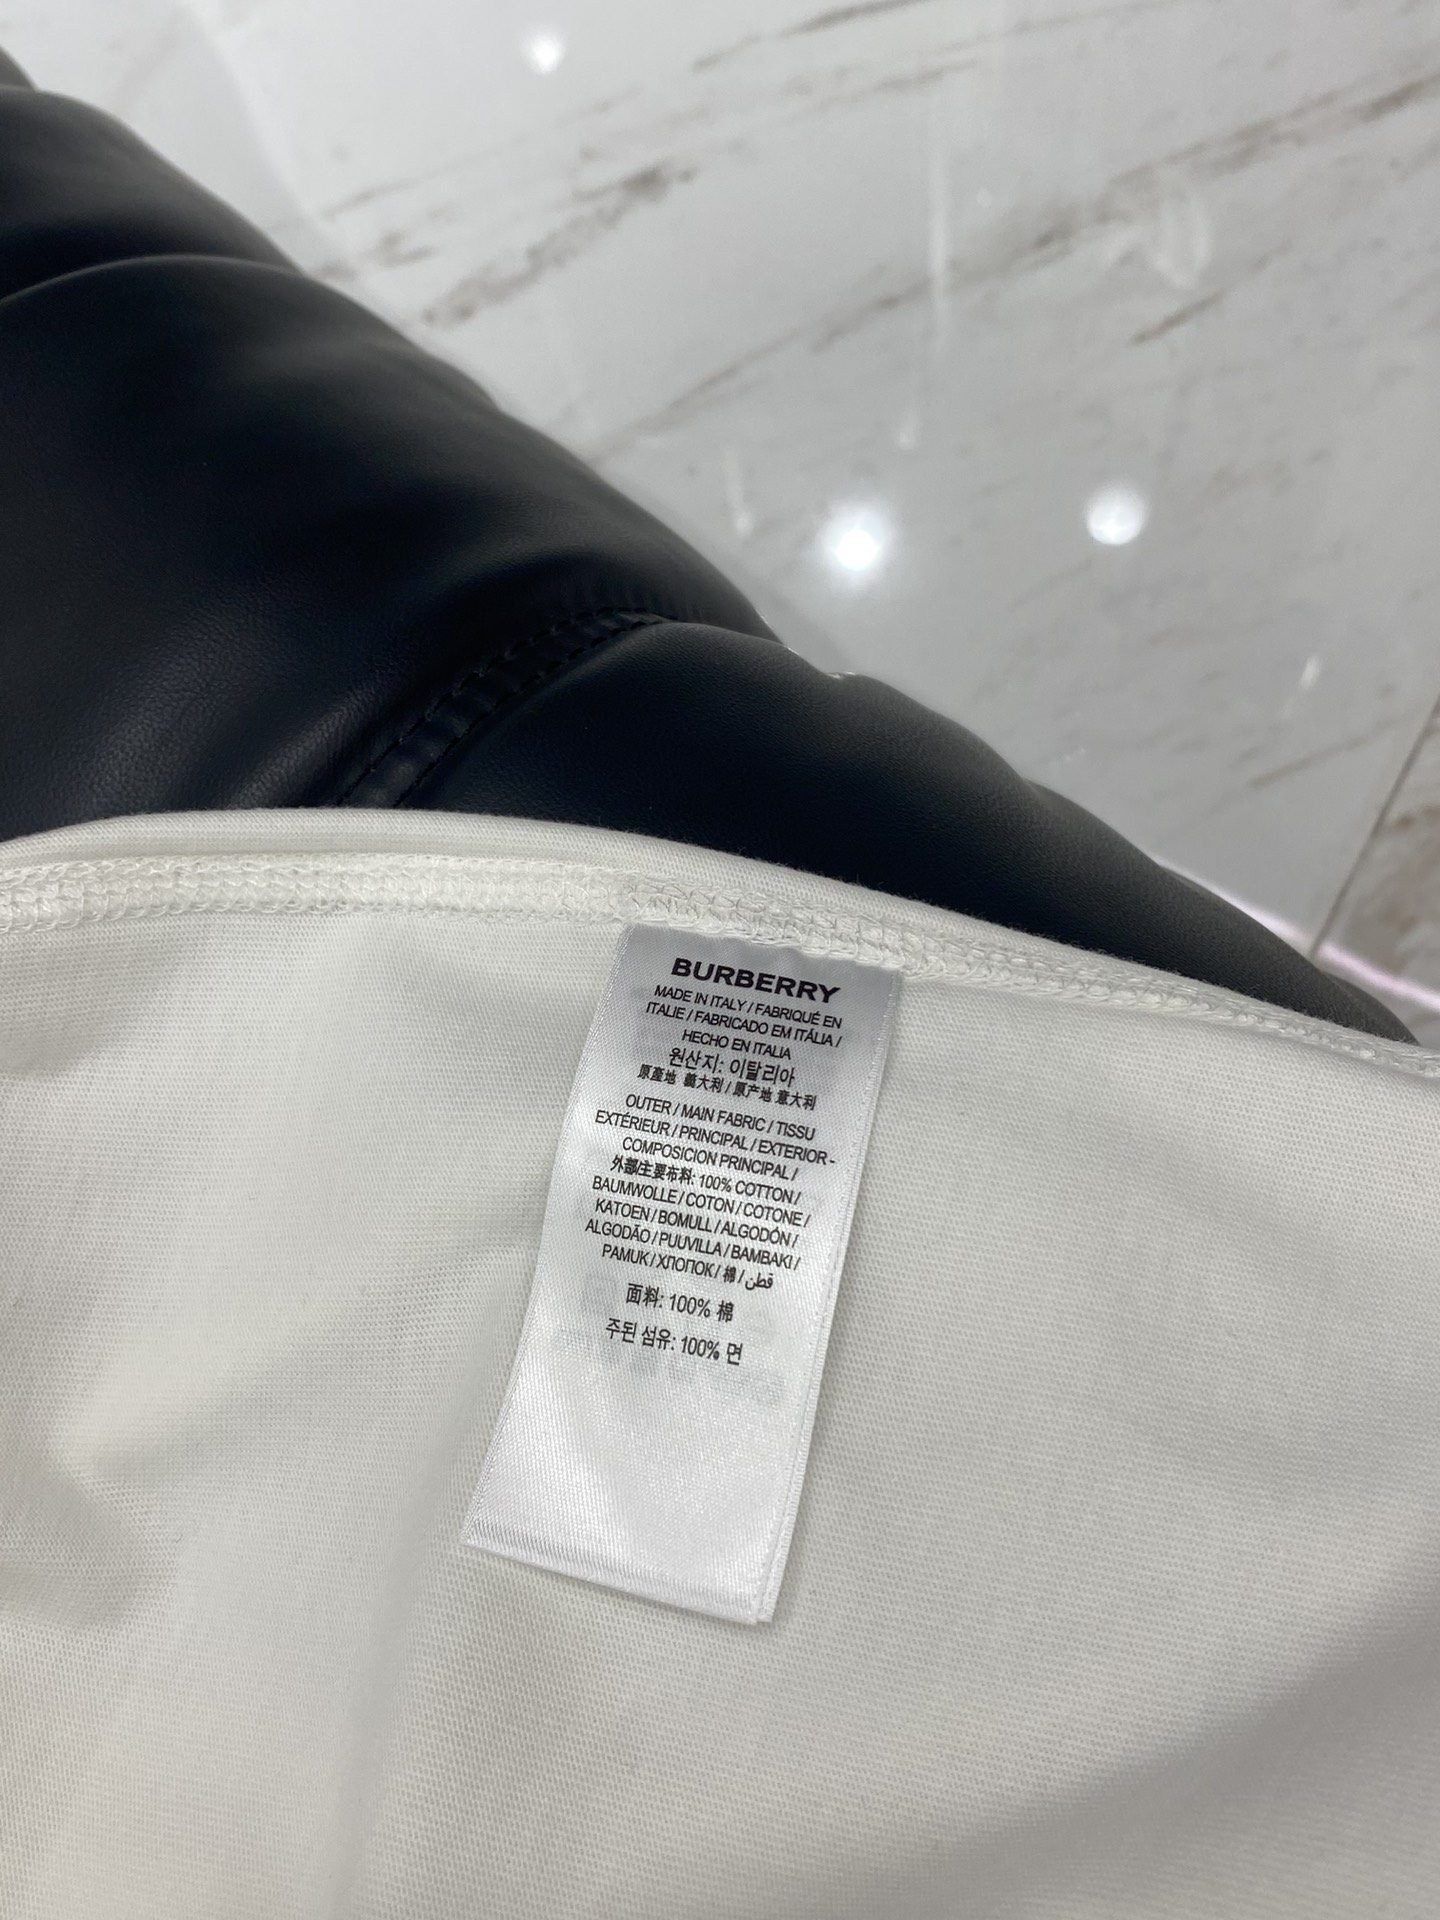 BURBERRY
MADE IN ITALY / FABRIQUÉ EN
ITALIE / FABRICADO EM ITÁLIA /
HECHO EN ITALIA
원산지: 이탈리아
原產地 義大利 / 原产地 意大利
OUTER / MAIN FABRIC / TISSU
EXTÉRIEUR / PRINCIPAL / EXTERIOR-
COMPOSICION PRINCIPAL /
外部/主要布料: 100% COTTON /
BAUMWOLLE / COTON / COTONE /
KATOEN / BOMULL / ALGODÓN /
ALGODÃO / PUUVILLA / BAMBAKI /
PAMUK / ХЛОПОК / 棉 / قطن
面料: 100% 棉
주된 섬유: 100% 면